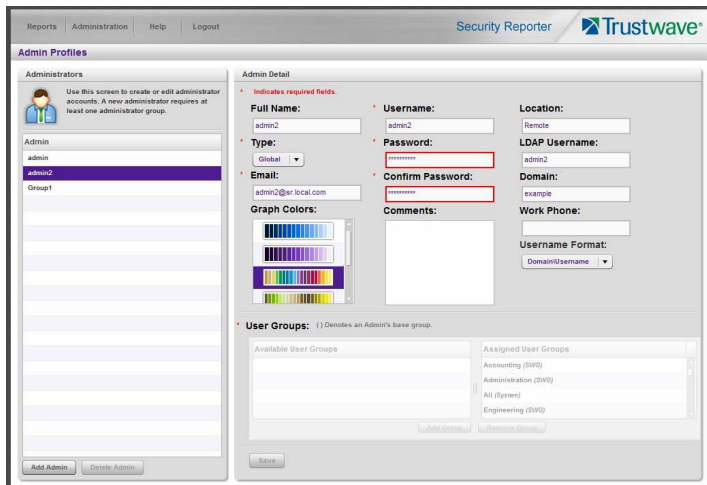 Reports Administration Help Logout
Security Reporter
Trustwave®
Admin Profiles
Administrators
Use this screen to create or edit administrator
accounts. A new administrator requires at
least one administrator group.
Admin
admin
admin2
Group1
Add Admin Delete Admin
Admin Detail
* Indicates required fields.
Full Name:
admin2
* Username:
admin2
Location:
Remote
* Type:
Global
* Password:
**********
LDAP Username:
admin2
* Email:
admin2@sr.local.com
* Confirm Password:
**********
Domain:
example
Graph Colors:
Comments:
Work Phone:
Username Format:
Domain\Username
* User Groups: ( ) Denotes an Admin's base group.
Available User Groups
Assigned User Groups
Accounting (SWG)
Administration (SWG)
All (System)
Engineering (SWG)
Add Group Remove Group
Save